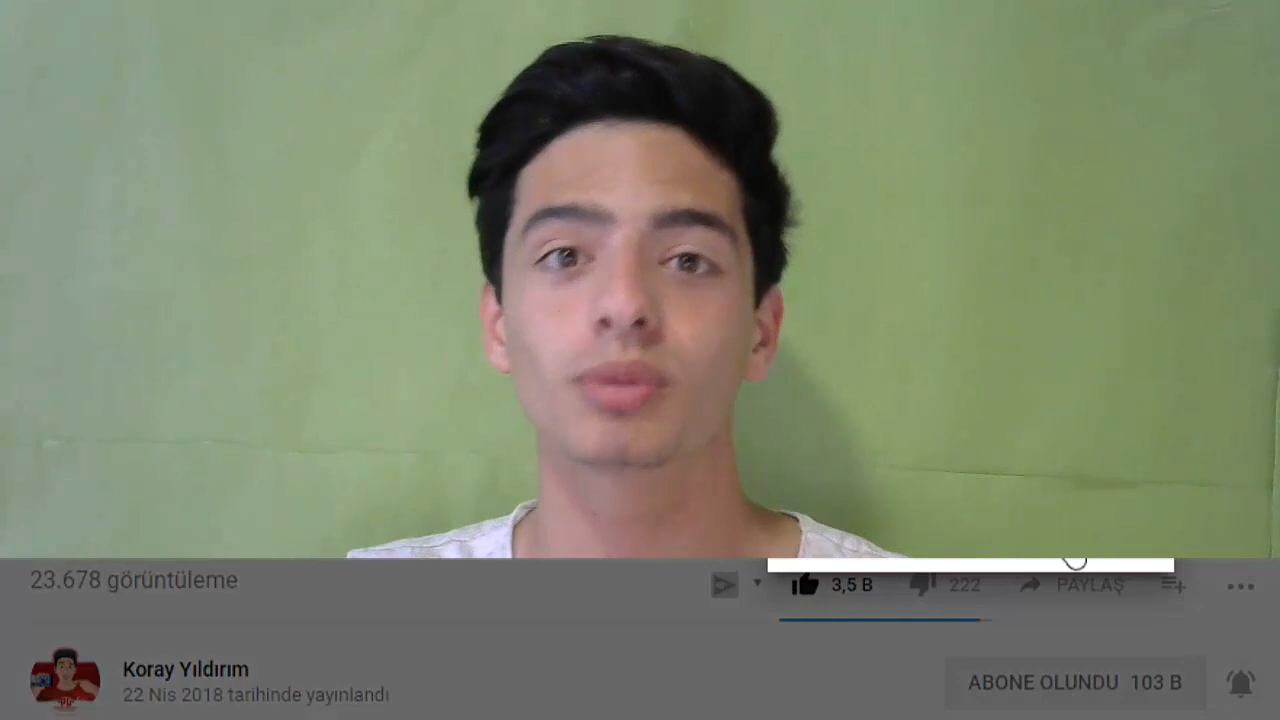 23.678 görüntüleme
3,5 B 222 PAYLAŞ
Koray Yıldırım
22 Nis 2018 tarihinde yayınlandı
ABONE OLUNDU 103 B